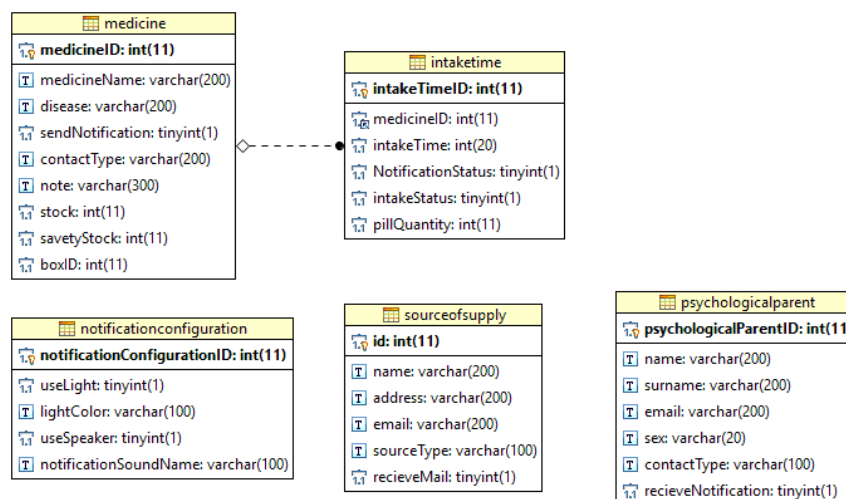 medicine
medicineID: int(11)
medicineName: varchar(200)
disease: varchar(200)
sendNotification: tinyint(1)
contactType: varchar(200)
note: varchar(300)
stock: int(11)
savetyStock: int(11)
boxID: int(11)
intaketime
intakeTimeID: int(11)
medicineID: int(11)
intakeTime: int(20)
NotificationStatus: tinyint(1)
intakeStatus: tinyint(1)
pillQuantity: int(11)
notificationconfiguration
notificationConfigurationID: int(11)
useLight: tinyint(1)
lightColor: varchar(100)
useSpeaker: tinyint(1)
notificationSoundName: varchar(100)
sourceofsupply
id: int(11)
name: varchar(200)
address: varchar(200)
email: varchar(200)
sourceType: varchar(100)
recieveMail: tinyint(1)
psychologicalparent
psychologicalParentID: int(11
name: varchar(200)
surname: varchar(200)
email: varchar(200)
sex: varchar(20)
contactType: varchar(100)
recieveNotification: tinyint(1)